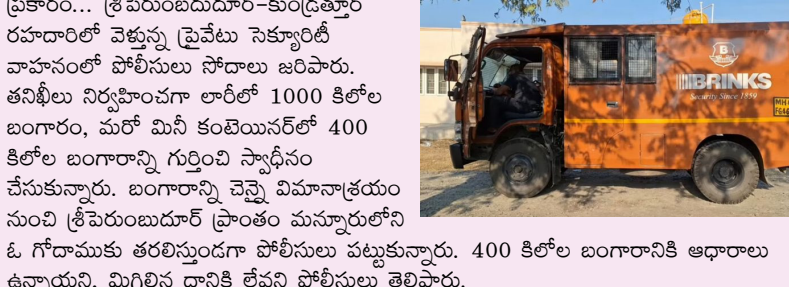 ప్రకారం... శ్రీపెరుంబదుదూర్-కుండ్రత్తూర్
రహదారిలో వెళ్తున్న ప్రైవేటు సెక్యూరిటీ
వాహనంలో పోలీసులు సోదాలు జరిపారు.
తనిఖీలు నిర్వహించగా లారీలో 1000 కిలోల
బంగారం, మరో మినీ కంటెయినర్‌లో 400
కిలోల బంగారాన్ని గుర్తించి స్వాధీనం
చేసుకున్నారు. బంగారాన్ని చెన్నై విమానాశ్రయం
నుంచి శ్రీపెరుంబుదూర్ ప్రాంతం మన్నూరులోని
ఓ గోదాముకు తరలిస్తుండగా పోలీసులు పట్టుకున్నారు. 400 కిలోల బంగారానికి ఆధారాలు
ఉన్నాయని, మిగిలిన దానికి లేవని పోలీసులు తెలిపారు.
BRINKS
Security Since 1859
MH